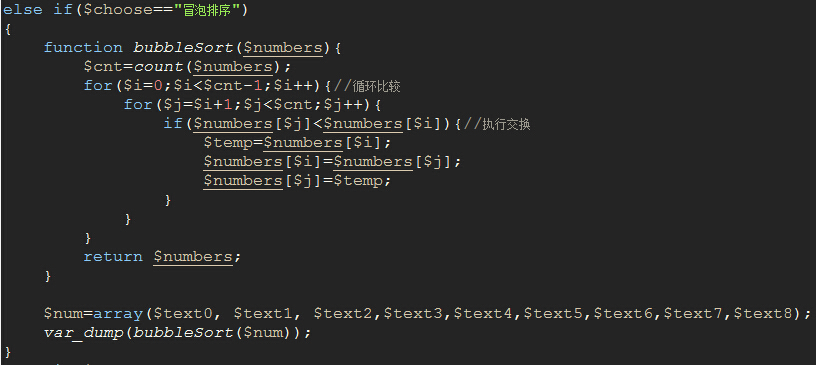 else if($choose=="冒泡排序")
{
    function bubbleSort($numbers){
        $cnt=count($numbers);
        for($i=0;$i<$cnt-1;$i++){//循环比较
            for($j=$i+1;$j<$cnt;$j++){
                if($numbers[$j]<$numbers[$i]){//执行交换
                    $temp=$numbers[$i];
                    $numbers[$i]=$numbers[$j];
                    $numbers[$j]=$temp;
                }
            }
        }
        return $numbers;
    }

    $num=array($text0, $text1, $text2,$text3,$text4,$text5,$text6,$text7,$text8);
    var_dump(bubbleSort($num));
}